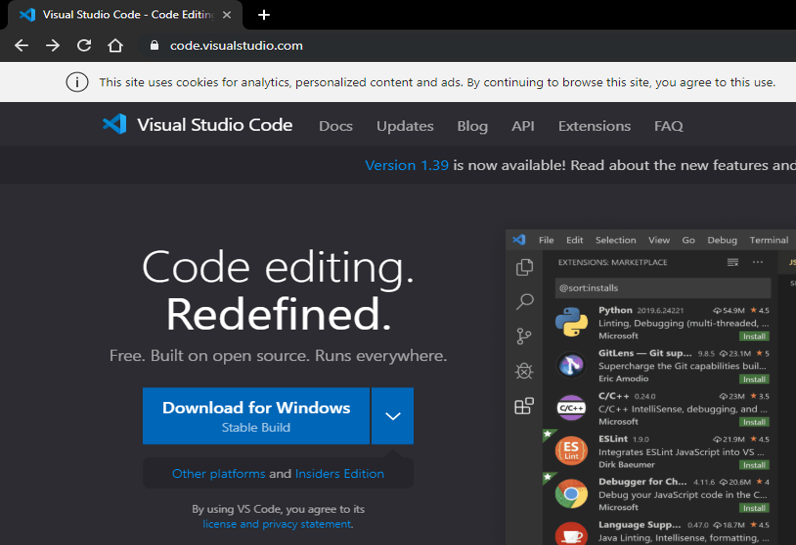 Visual Studio Code - Code Editing
code.visualstudio.com
This site uses cookies for analytics, personalized content and ads. By continuing to browse this site, you agree to this use.
Visual Studio Code Docs Updates Blog API Extensions FAQ
Version 1.39 is now available! Read about the new features and
Code editing.
Redefined.
Free. Built on open source. Runs everywhere.
Download for Windows
Stable Build
Other platforms and Insiders Edition
By using VS Code, you agree to its
license and privacy statement.
File Edit Selection View Go Debug Terminal
EXTENSIONS: MARKETPLACE
@sort:installs
Python 2019.6.24221 54.9M ★ 4.5
Linting, Debugging (multi-threaded, ...
Microsoft Install
GitLens — Git sup... 9.8.5 23.1M ★ 5
Supercharge the Git capabilities buil...
Eric Amodio Install
C/C++ 0.24.0 23M ★ 3.5
C/C++ IntelliSense, debugging, and ...
Microsoft Install
ESLint 1.9.0 21.9M ★ 4.5
Integrates ESLint JavaScript into VS ...
Dirk Baeumer Install
Debugger for Ch... 4.11.6 20.6M ★ 4
Debug your JavaScript code in the C...
Microsoft Install
Language Supp... 0.47.0 18.7M ★ 4.5
Java Linting, Intellisense, formatting, ...
Microsoft Install